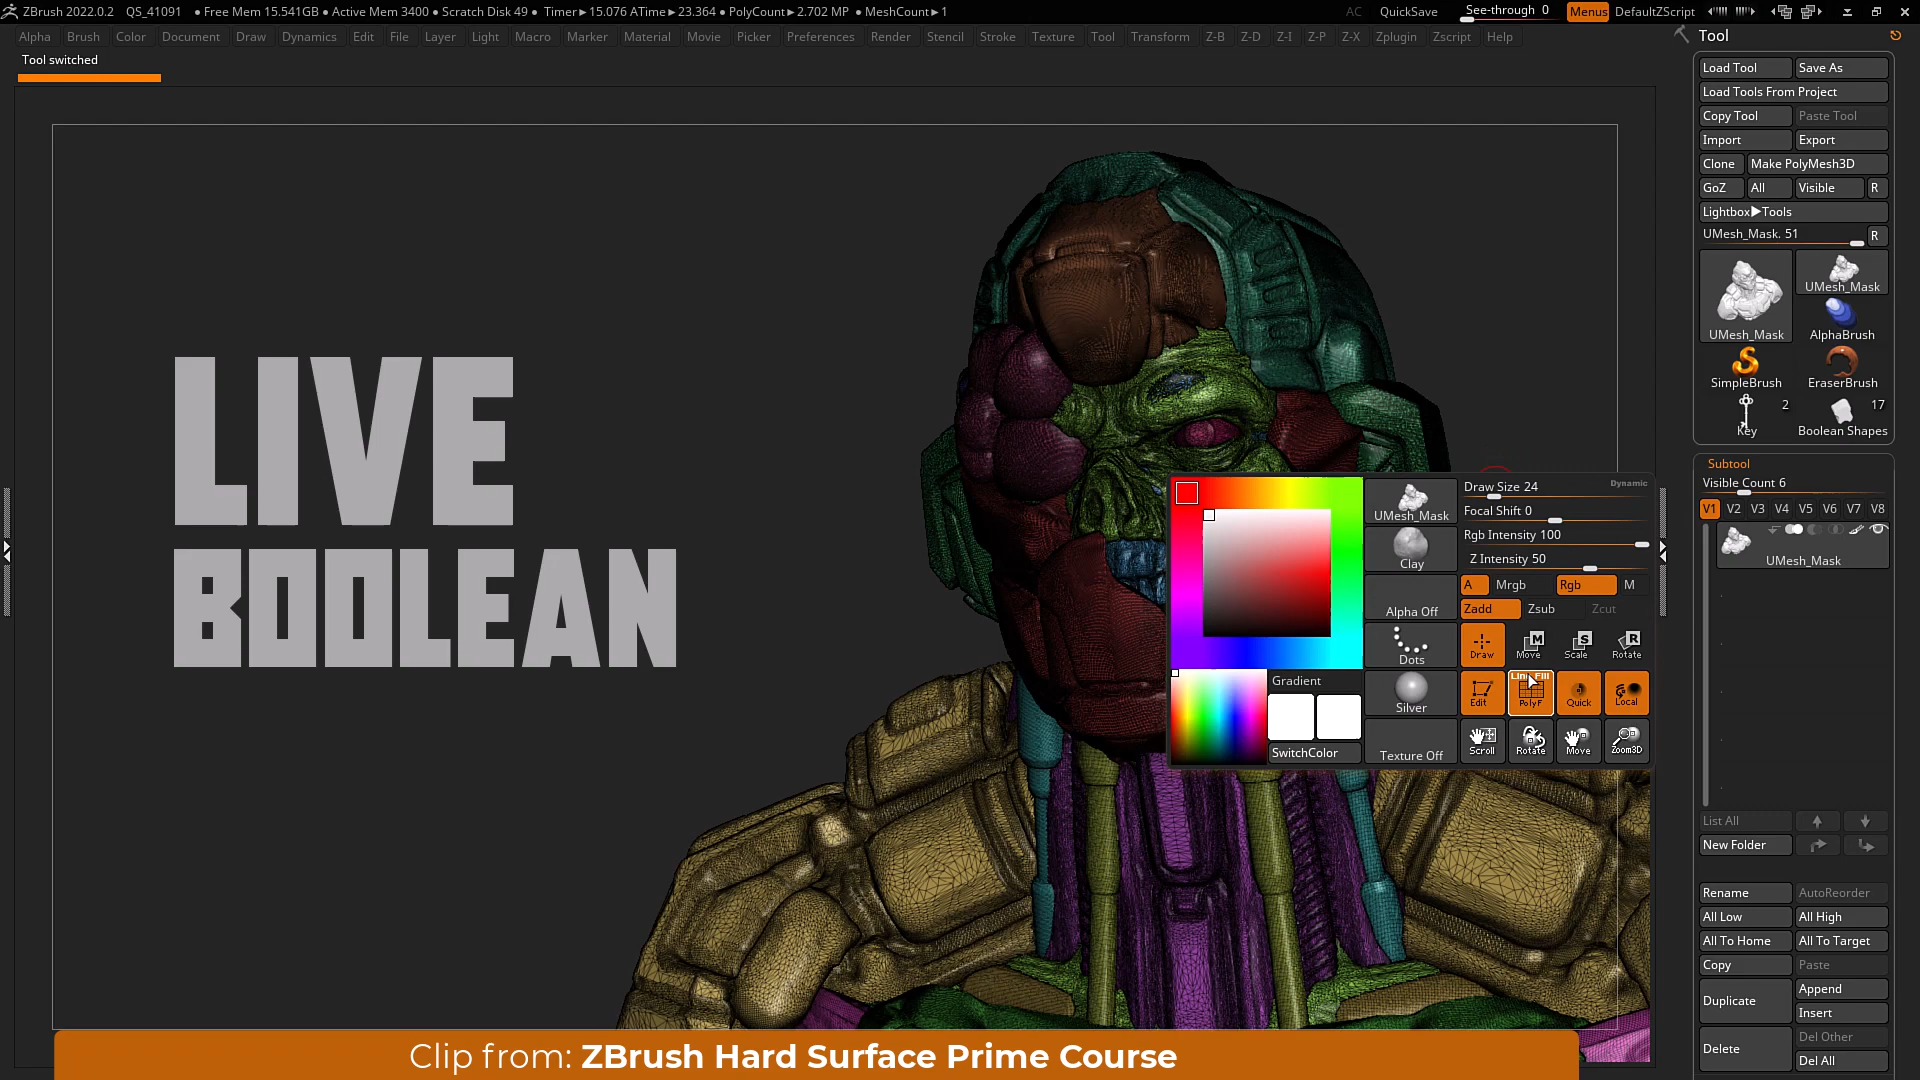 ZBrush 2022.0.2 QS_41091 ● Free Mem 15.541GB ● Active Mem 3400 ● Scratch Disk 49 ● Timer►15.076 ATime►23.364 ● PolyCount►2.702 MP ● MeshCount►1
AC QuickSave See-through 0 Menus DefaultZScript
Alpha Brush Color Document Draw Dynamics Edit File Layer Light Macro Marker Material Movie Picker Preferences Render Stencil Stroke Texture Tool Transform Z-B Z-D Z-I Z-P Z-X Zplugin Zscript Help
Tool switched
LIVE
BOOLEAN
UMesh_Mask
Clay
Alpha Off
Dots
Silver
Texture Off
Gradient
SwitchColor
Draw Size 24 Dynamic
Focal Shift 0
Rgb Intensity 100
Z Intensity 50
A Mrgb Rgb M
Zadd Zsub Zcut
Draw Move Scale Rotate
M S R
Line Fill
Edit PolyF Quick Local
Scroll Rotate Move Zoom3D
Tool
Load Tool Save As
Load Tools From Project
Copy Tool Paste Tool
Import Export
Clone Make PolyMesh3D
GoZ All Visible R
Lightbox►Tools
UMesh_Mask. 51 R
UMesh_Mask
UMesh_Mask
AlphaBrush
SimpleBrush EraserBrush
2 17
Key Boolean Shapes
Subtool
Visible Count 6
V1 V2 V3 V4 V5 V6 V7 V8
UMesh_Mask
List All
New Folder
Rename AutoReorder
All Low All High
All To Home All To Target
Copy Paste
Duplicate Append
Insert
Delete Del Other
Del All
Clip from: ZBrush Hard Surface Prime Course